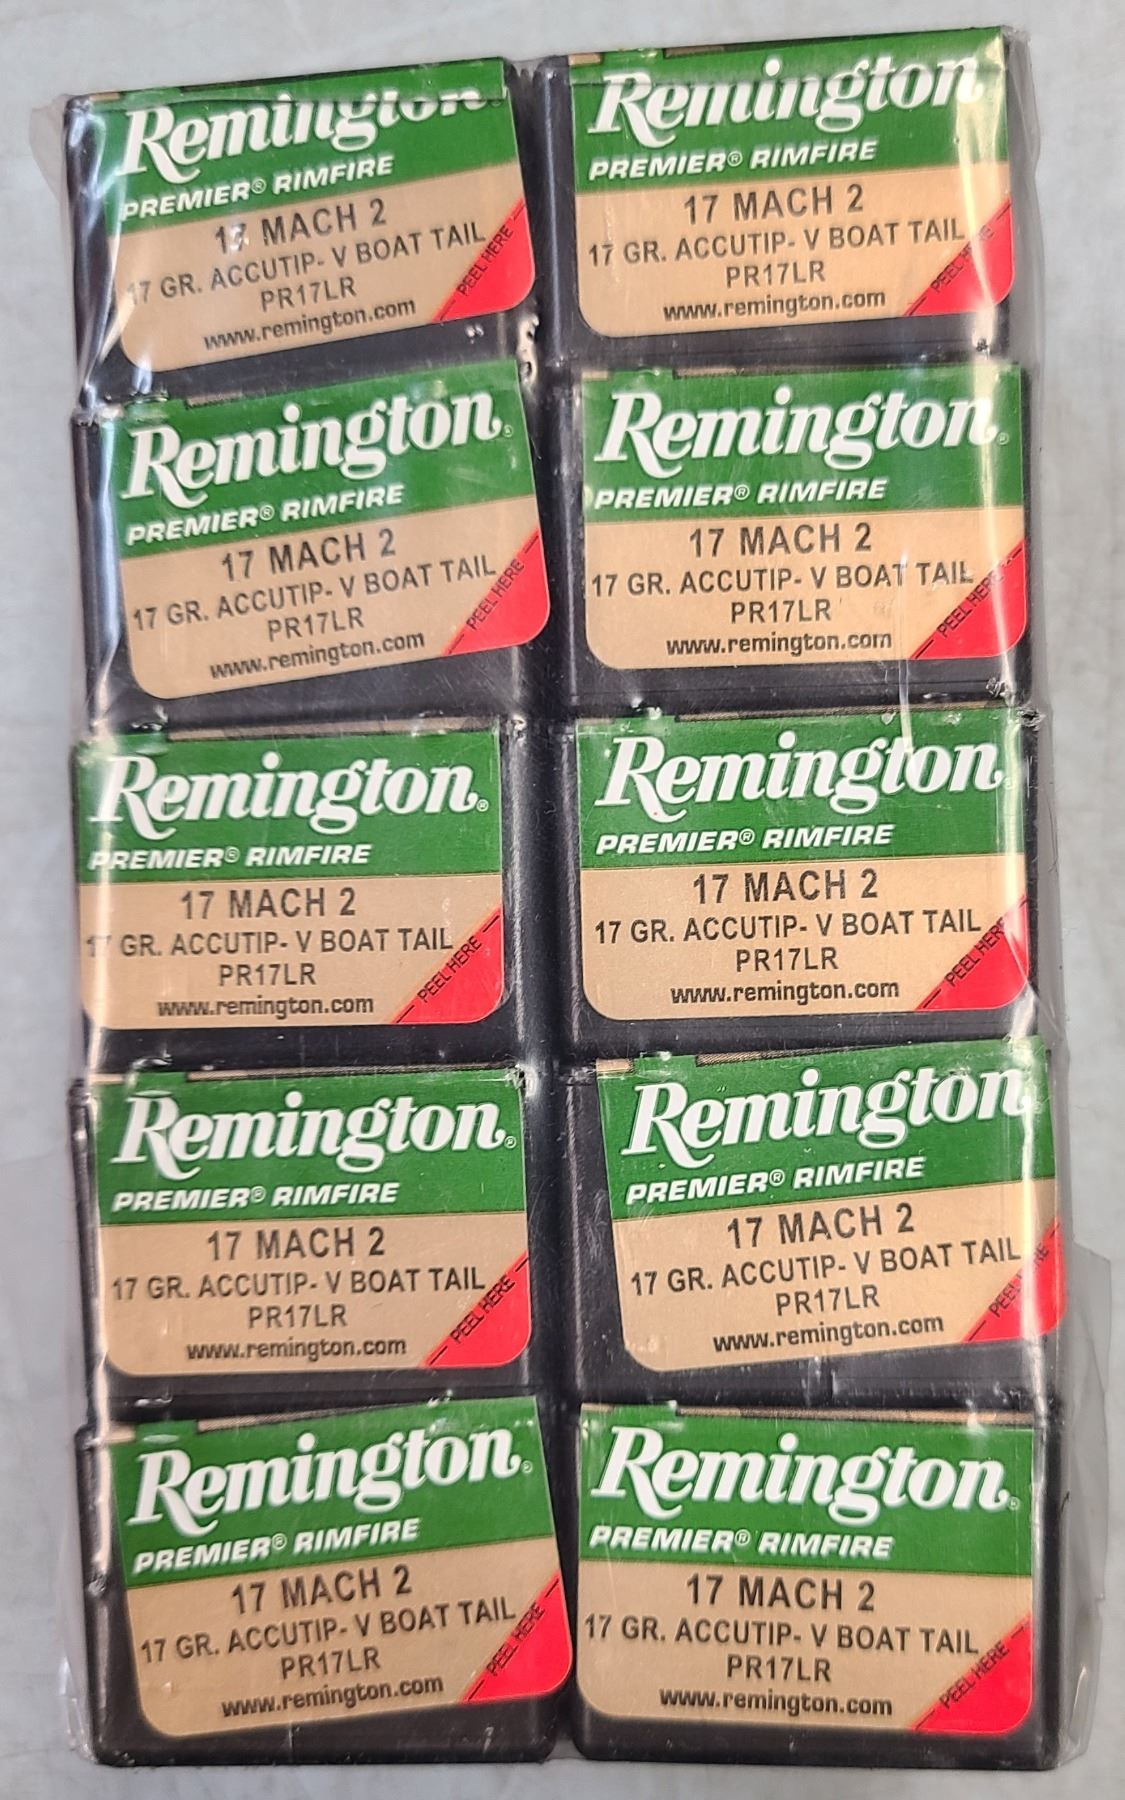 Remington
PREMIER® RIMFIRE
17 MACH 2
17 GR. ACCUTIP- V BOAT TAIL
PR17LR
www.remington.com
PEEL HERE
Remington
PREMIER® RIMFIRE
17 MACH 2
17 GR. ACCUTIP- V BOAT TAIL
PR17LR
www.remington.com
PEEL HERE
Remington®
PREMIER® RIMFIRE
17 MACH 2
17 GR. ACCUTIP- V BOAT TAIL
PR17LR
www.remington.com
PEEL HERE
Remington®
PREMIER® RIMFIRE
17 MACH 2
17 GR. ACCUTIP- V BOAT TAIL
PR17LR
www.remington.com
PEEL HERE
Remington®
PREMIER® RIMFIRE
17 MACH 2
17 GR. ACCUTIP- V BOAT TAIL
PR17LR
www.remington.com
PEEL HERE
Remington®
PREMIER® RIMFIRE
17 MACH 2
17 GR. ACCUTIP- V BOAT TAIL
PR17LR
www.remington.com
PEEL HERE
Remington®
PREMIER® RIMFIRE
17 MACH 2
17 GR. ACCUTIP- V BOAT TAIL
PR17LR
www.remington.com
PEEL HERE
Remington
PREMIER® RIMFIRE
17 MACH 2
17 GR. ACCUTIP- V BOAT TAIL
PR17LR
www.remington.com
PEEL HERE
Remington®
PREMIER® RIMFIRE
17 MACH 2
17 GR. ACCUTIP- V BOAT TAIL
PR17LR
www.remington.com
PEEL HERE
Remington®
PREMIER® RIMFIRE
17 MACH 2
17 GR. ACCUTIP- V BOAT TAIL
PR17LR
www.remington.com
PEEL HERE